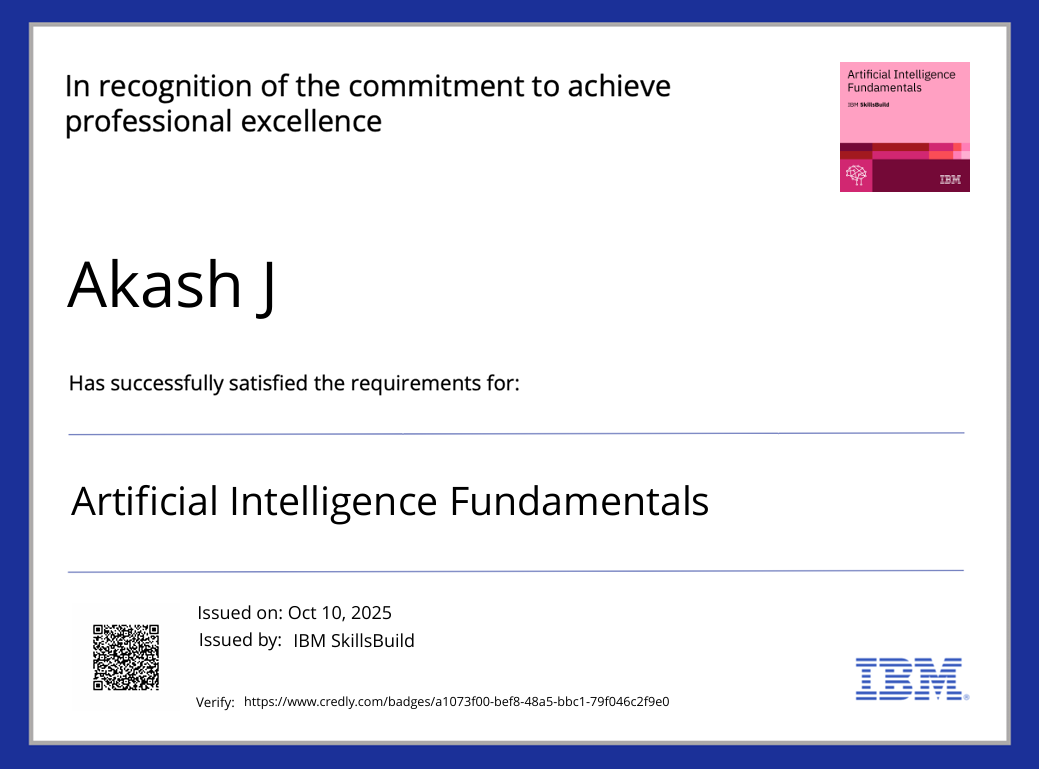 In recognition of the commitment to achieve
professional excellence
Artificial Intelligence
Fundamentals
IBM SkillsBuild
IBM
Akash J
Has successfully satisfied the requirements for:
Artificial Intelligence Fundamentals
Issued on: Oct 10, 2025
Issued by: IBM SkillsBuild
Verify: https://www.credly.com/badges/a1073f00-bef8-48a5-bbc1-79f046c2f9e0
IBM®